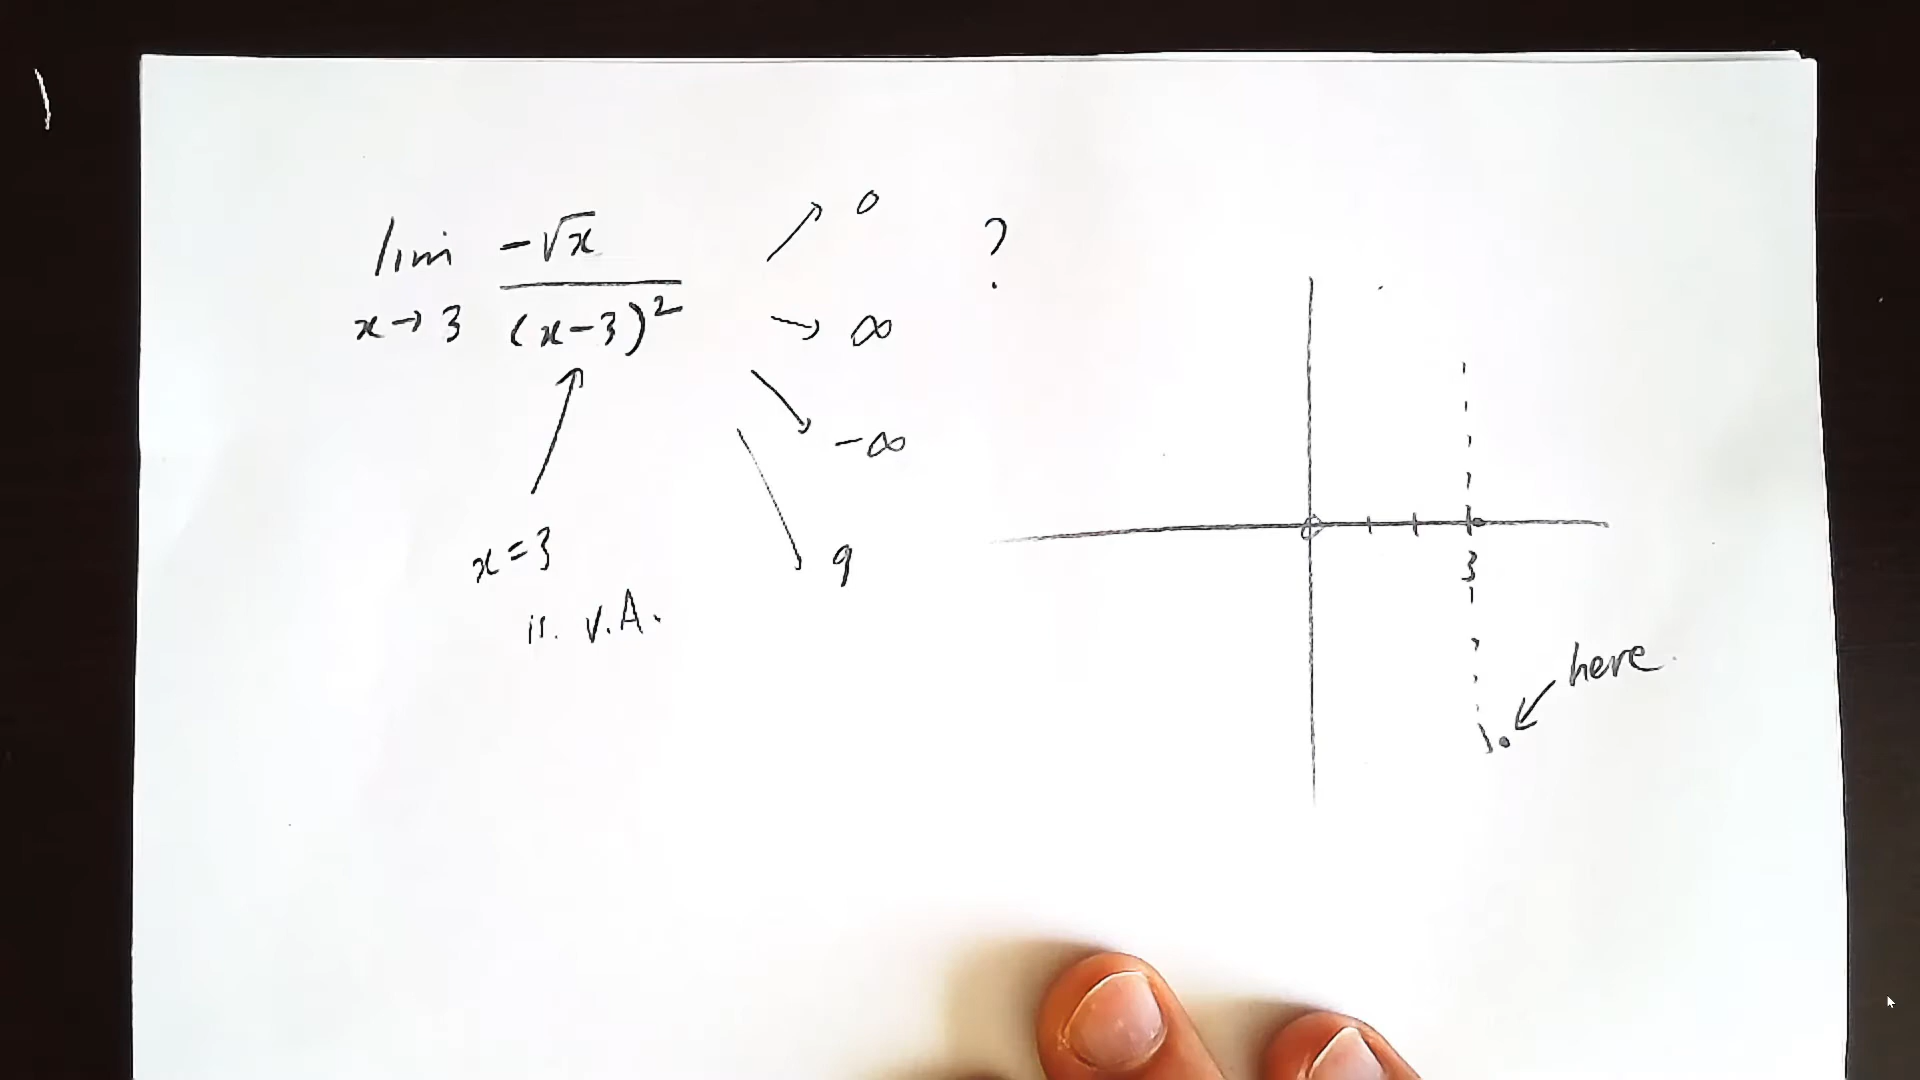 lim -√x / (x-3)²
x→3
0
∞
-∞
9
?
x=3
is V.A.
3
here.